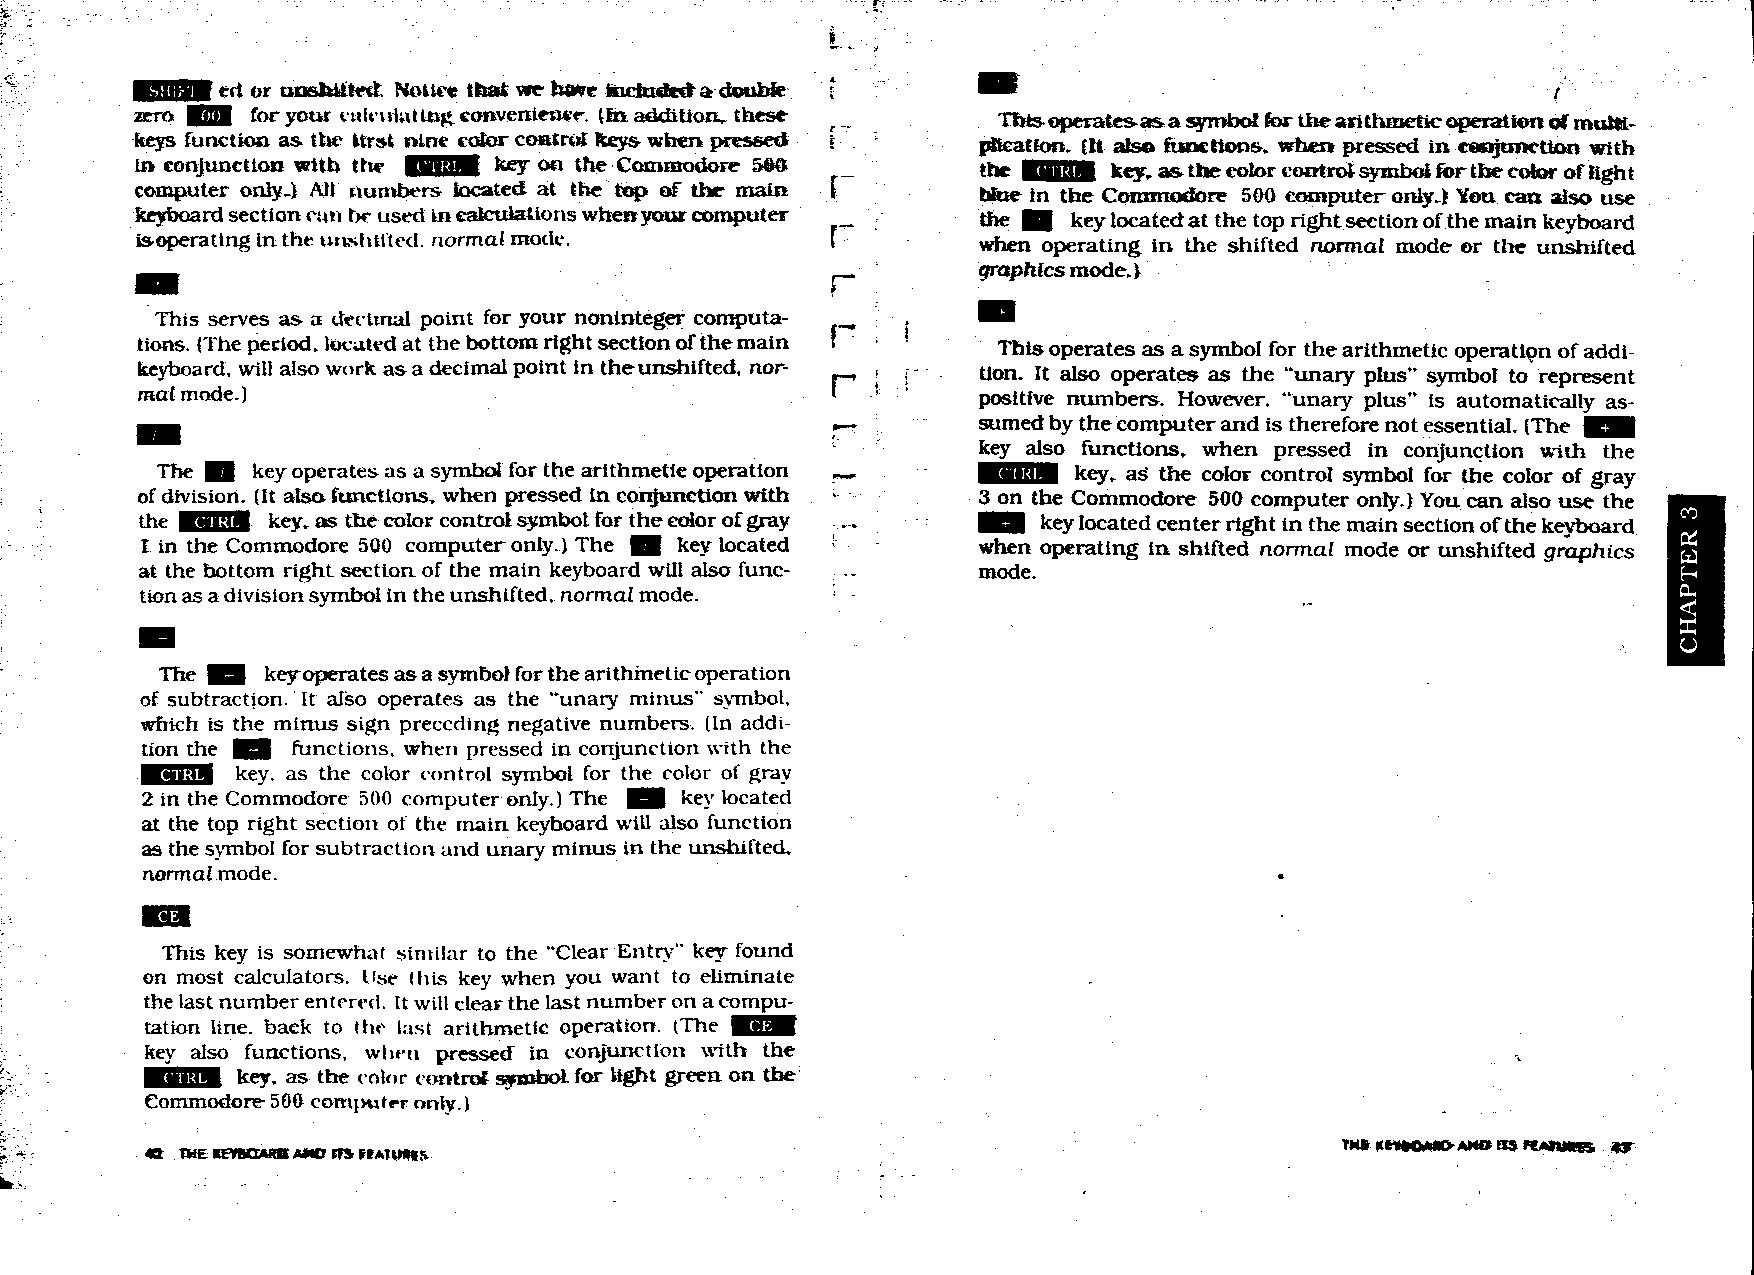 SHIFT ed or unshifted. Notice that we have included a double
zero 00 for your calculating convenience. (In addition, these
keys function as the first nine color control keys when pressed
in conjunction with the CTRL key on the Commodore 500
computer only.) All numbers located at the top of the main
keyboard section can be used in calculations when your computer
is operating in the unshifted, normal mode.
.
This serves as a decimal point for your noninteger computa-
tions. (The period, located at the bottom right section of the main
keyboard, will also work as a decimal point in the unshifted, nor-
mal mode.)
/
The / key operates as a symbol for the arithmetic operation
of division. (It also functions, when pressed in conjunction with
the CTRL key, as the color control symbol for the color of gray
1 in the Commodore 500 computer only.) The / key located
at the bottom right section of the main keyboard will also func-
tion as a division symbol in the unshifted, normal mode.
–
The – key operates as a symbol for the arithmetic operation
of subtraction. It also operates as the "unary minus" symbol,
which is the minus sign preceding negative numbers. (In addi-
tion the – functions, when pressed in conjunction with the
CTRL key, as the color control symbol for the color of gray
2 in the Commodore 500 computer only.) The – key located
at the top right section of the main keyboard will also function
as the symbol for subtraction and unary minus in the unshifted,
normal mode.
CE
This key is somewhat similar to the "Clear Entry" key found
on most calculators. Use this key when you want to eliminate
the last number entered. It will clear the last number on a compu-
tation line, back to the last arithmetic operation. (The CE
key also functions, when pressed in conjunction with the
CTRL key, as the color control symbol for light green on the
Commodore 500 computer only.)
42 THE KEYBOARD AND ITS FEATURES
This operates as a symbol for the arithmetic operation of multi-
plication. (It also functions, when pressed in conjunction with
the CTRL key, as the color control symbol for the color of light
blue in the Commodore 500 computer only.) You can also use
the key located at the top right section of the main keyboard
when operating in the shifted normal mode or the unshifted
graphics mode.)
+
This operates as a symbol for the arithmetic operation of addi-
tion. It also operates as the "unary plus" symbol to represent
positive numbers. However, "unary plus" is automatically as-
sumed by the computer and is therefore not essential. (The +
key also functions, when pressed in conjunction with the
CTRL key, as the color control symbol for the color of gray
3 on the Commodore 500 computer only.) You can also use the
+ key located center right in the main section of the keyboard
when operating in shifted normal mode or unshifted graphics
mode.
CHAPTER 3
THE KEYBOARD AND ITS FEATURES 43